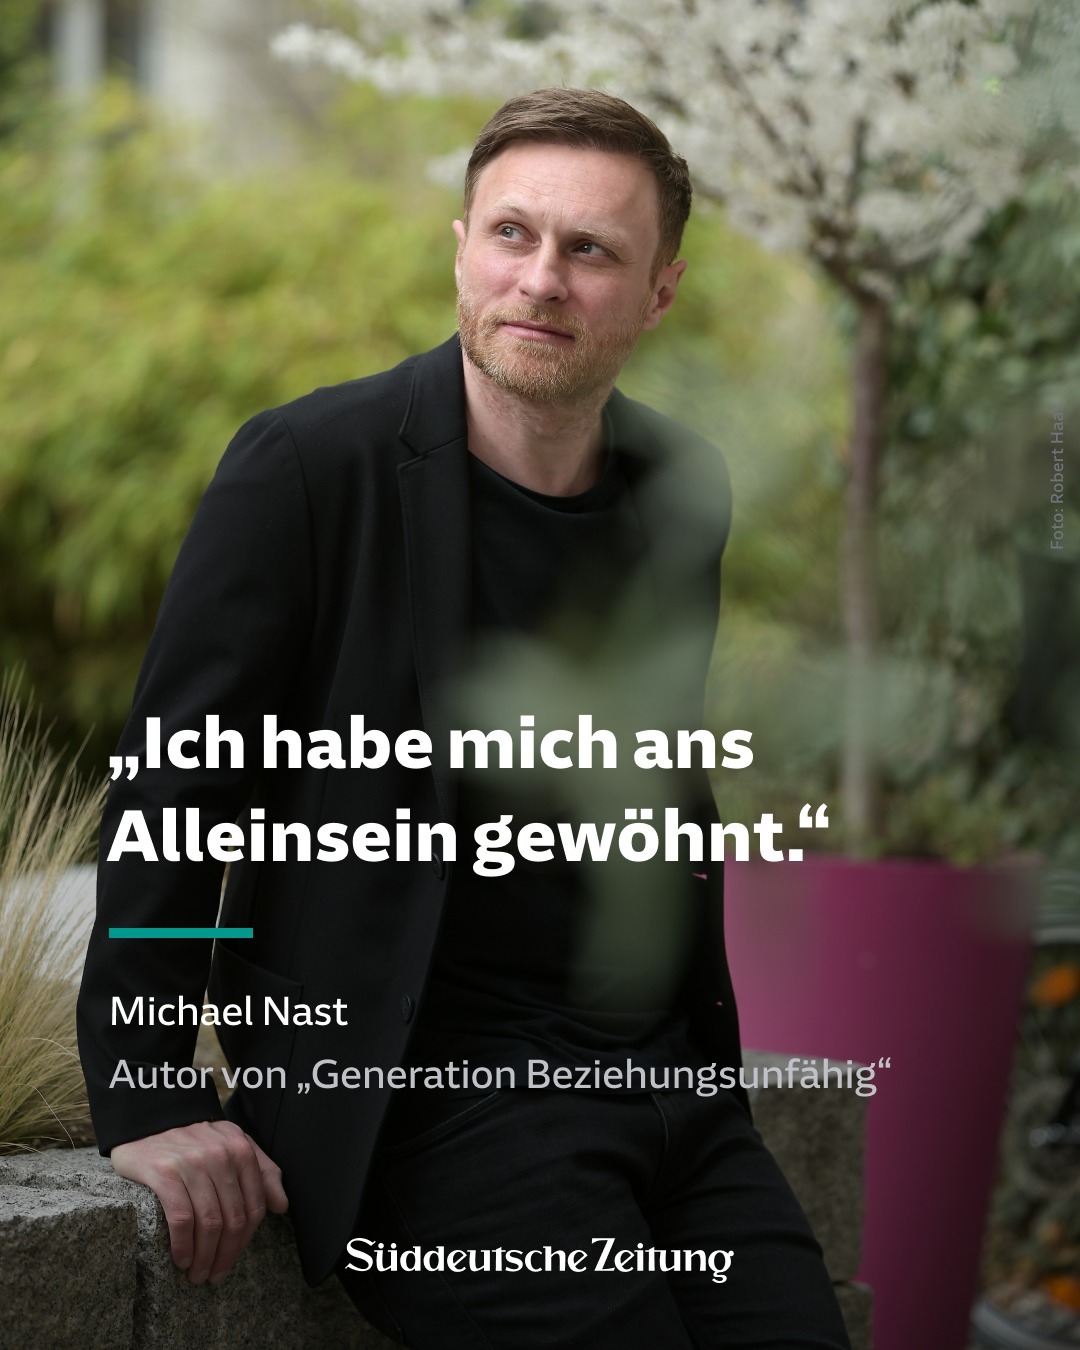 Foto: Robert Haas
„Ich habe mich ans
Alleinsein gewöhnt.“
Michael Nast
Autor von „Generation Beziehungsunfähig“
Süddeutsche Zeitung